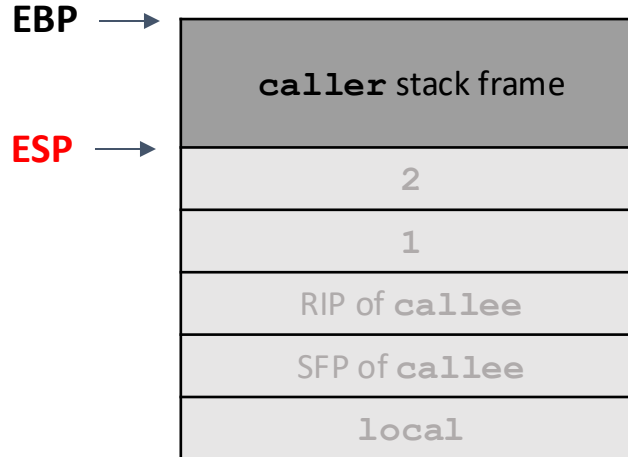 EBP
caller stack frame
ESP
2
1
RIP of callee
SFP of callee
local